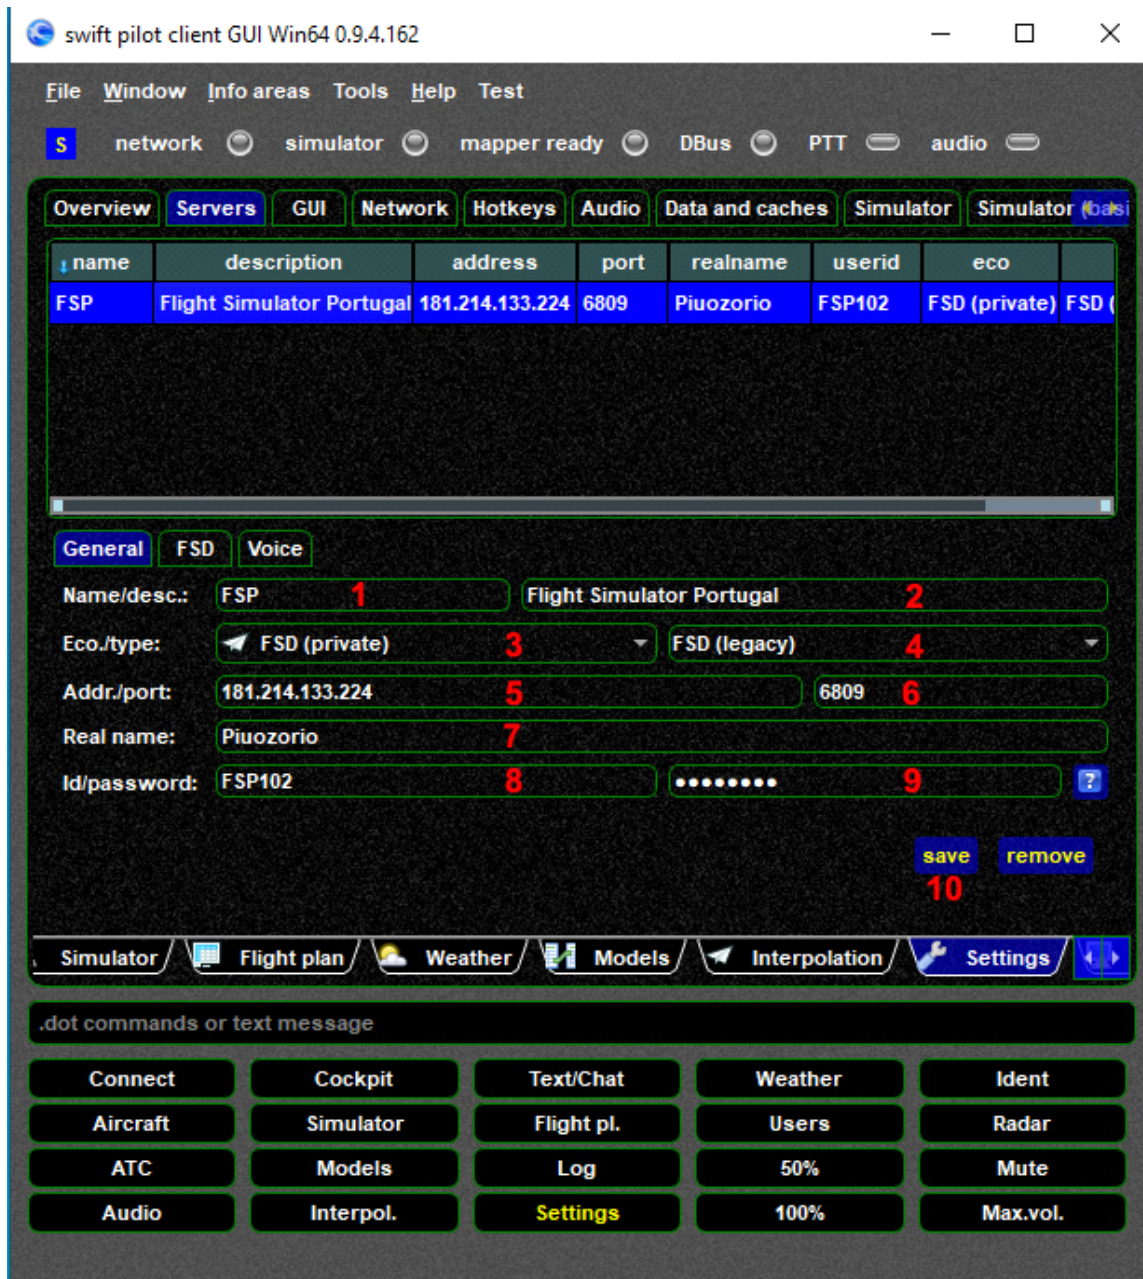 swift pilot client GUI Win64 0.9.4.162
File Window Info areas Tools Help Test
S network simulator mapper ready DBus PTT audio
Overview Servers GUI Network Hotkeys Audio Data and caches Simulator Simulator (basi
name description address port realname userid eco
FSP Flight Simulator Portugal 181.214.133.224 6809 Piuozorio FSP102 FSD (private) FSD (
General FSD Voice
Name/desc.: FSP 1 Flight Simulator Portugal 2
Eco./type: FSD (private) 3 FSD (legacy) 4
Addr./port: 181.214.133.224 5 6809 6
Real name: Piuozorio 7
Id/password: FSP102 8 ●●●●●●●● 9 ?
save remove
10
Simulator Flight plan Weather Models Interpolation Settings
.dot commands or text message
Connect Cockpit Text/Chat Weather Ident
Aircraft Simulator Flight pl. Users Radar
ATC Models Log 50% Mute
Audio Interpol. Settings 100% Max.vol.